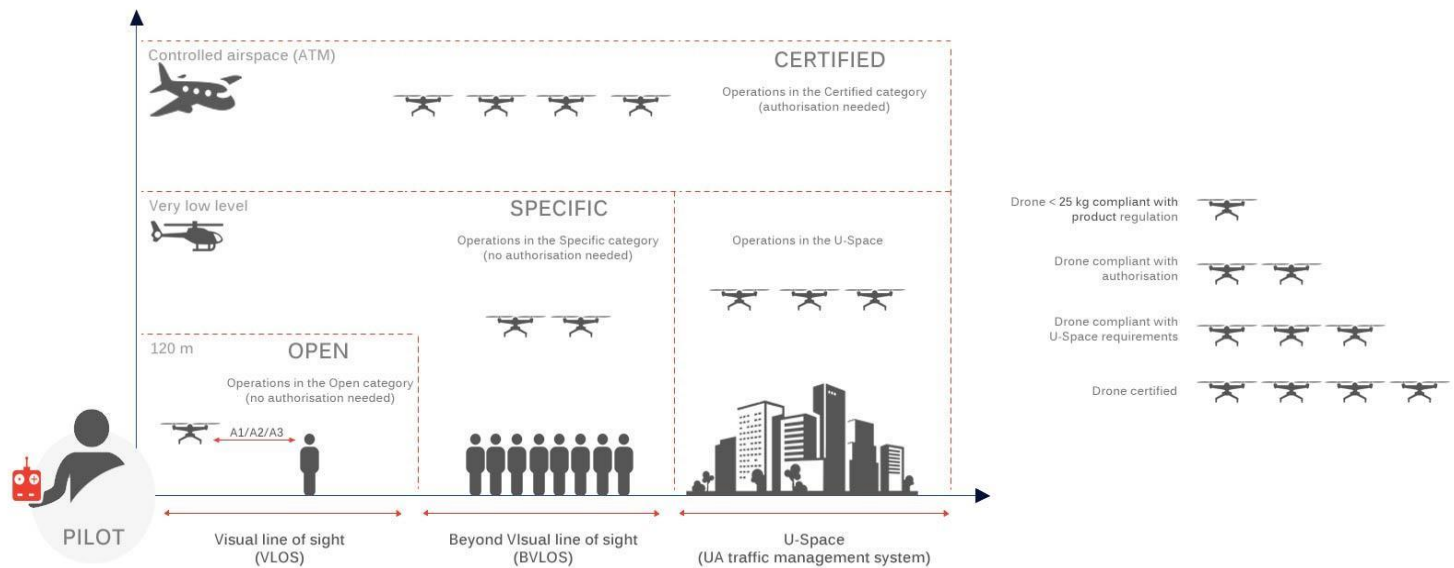 Controlled airspace (ATM)
CERTIFIED
Operations in the Certified category
(authorisation needed)
Very low level
SPECIFIC
Operations in the Specific category
(no authorisation needed)
Operations in the U-Space
120 m
OPEN
Operations in the Open category
(no authorisation needed)
A1/A2/A3
PILOT
Visual line of sight
(VLOS)
Beyond VIsual line of sight
(BVLOS)
U-Space
(UA traffic management system)
Drone < 25 kg compliant with
product regulation
Drone compliant with
authorisation
Drone compliant with
U-Space requirements
Drone certified